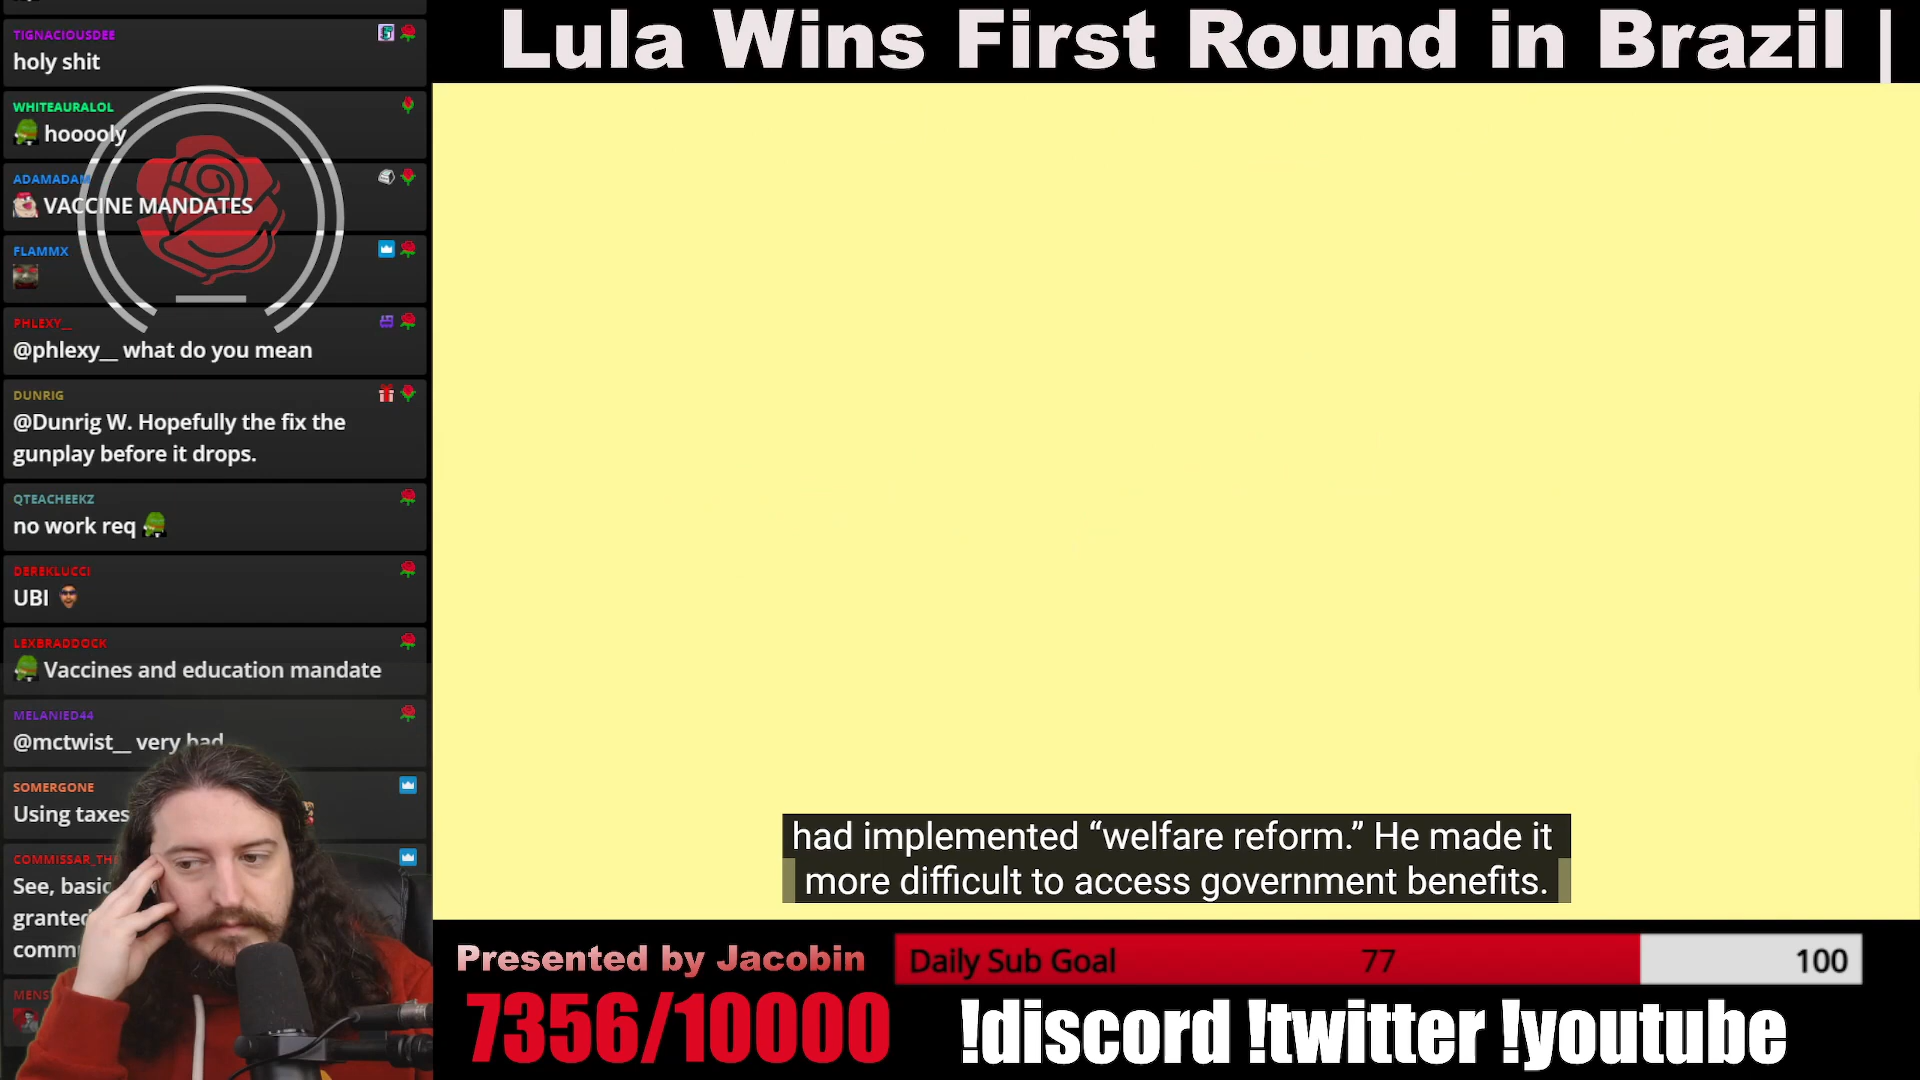 Lula Wins First Round in Brazil |
TIGNACIOUSDEE
holy shit
WHITEAURALOL
hooooly
ADAMADAM
VACCINE MANDATES
FLAMMX
PHLEXY__
@phlexy__ what do you mean
DUNRIG
@Dunrig W. Hopefully the fix the
gunplay before it drops.
QTEACHEEKZ
no work req
DEREKLUCCI
UBI
LEXBRADDOCK
Vaccines and education mandate
MELANIED44
@mctwist__ very bad
SOMERGONE
Using taxes
See, basic
granted
had implemented “welfare reform.” He made it
more difficult to access government benefits.
Presented by Jacobin
Daily Sub Goal 77 100
7356/10000
!discord !twitter !youtube